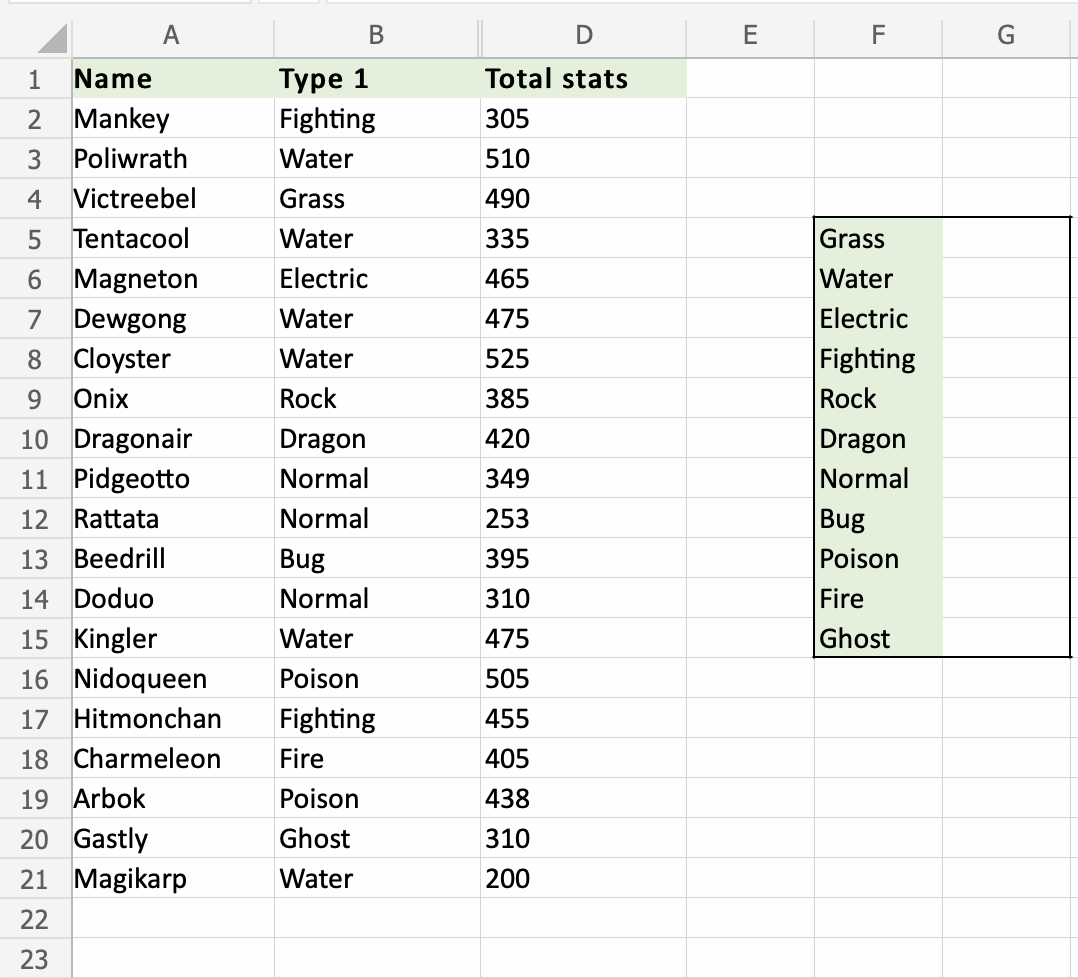 A B D E F G
1 Name Type 1 Total stats
2 Mankey Fighting 305
3 Poliwrath Water 510
4 Victreebel Grass 490
5 Tentacool Water 335 Grass
6 Magneton Electric 465 Water
7 Dewgong Water 475 Electric
8 Cloyster Water 525 Fighting
9 Onix Rock 385 Rock
10 Dragonair Dragon 420 Dragon
11 Pidgeotto Normal 349 Normal
12 Rattata Normal 253 Bug
13 Beedrill Bug 395 Poison
14 Doduo Normal 310 Fire
15 Kingler Water 475 Ghost
16 Nidoqueen Poison 505
17 Hitmonchan Fighting 455
18 Charmeleon Fire 405
19 Arbok Poison 438
20 Gastly Ghost 310
21 Magikarp Water 200
22
23